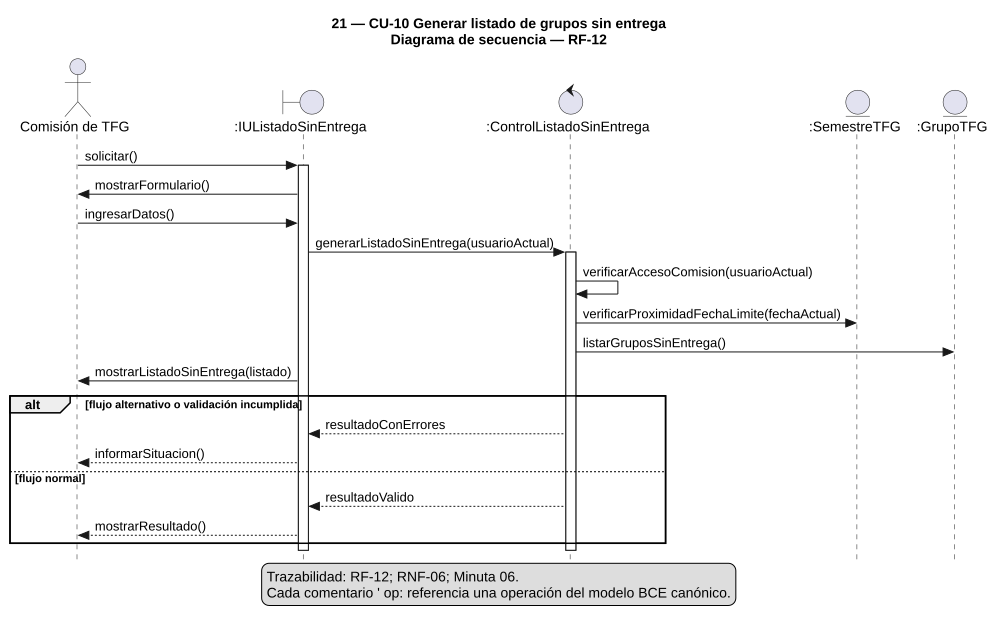 21 — CU-10 Generar listado de grupos sin entrega
Diagrama de secuencia — RF-12
Comisión de TFG
:IUListadoSinEntrega
:ControlListadoSinEntrega
:SemestreTFG
:GrupoTFG
solicitar()
mostrarFormulario()
ingresarDatos()
generarListadoSinEntrega(usuarioActual)
verificarAccesoComision(usuarioActual)
verificarProximidadFechaLimite(fechaActual)
listarGruposSinEntrega()
mostrarListadoSinEntrega(listado)
alt
[flujo alternativo o validación incumplida]
resultadoConErrores
informarSituacion()
[flujo normal]
resultadoValido
mostrarResultado()
Trazabilidad: RF-12; RNF-06; Minuta 06.
Cada comentario ' op: referencia una operación del modelo BCE canónico.